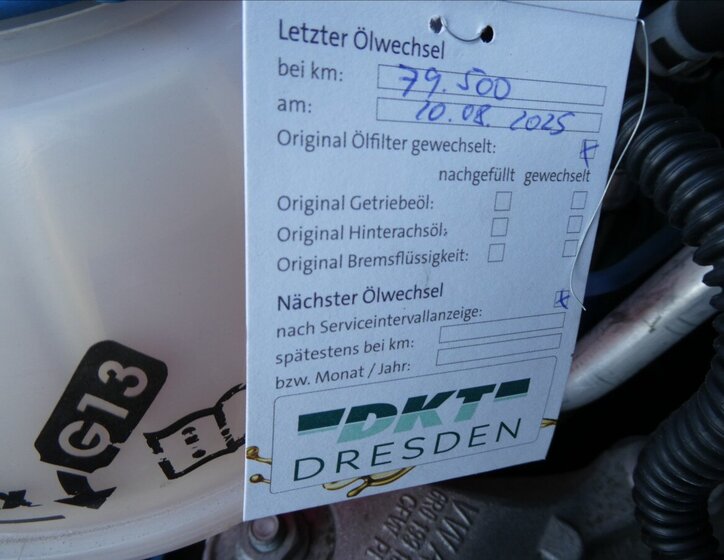 Letzter Ölwechsel
bei km: 79.500
am: 20.08. 2025
Original Ölfilter gewechselt: x
nachgefüllt gewechselt
Original Getriebeöl:
Original Hinterachsöl:
Original Bremsflüssigkeit:
Nächster Ölwechsel
nach Serviceintervallanzeige: x
spätestens bei km:
bzw. Monat / Jahr:
DKT
DRESDEN
G13